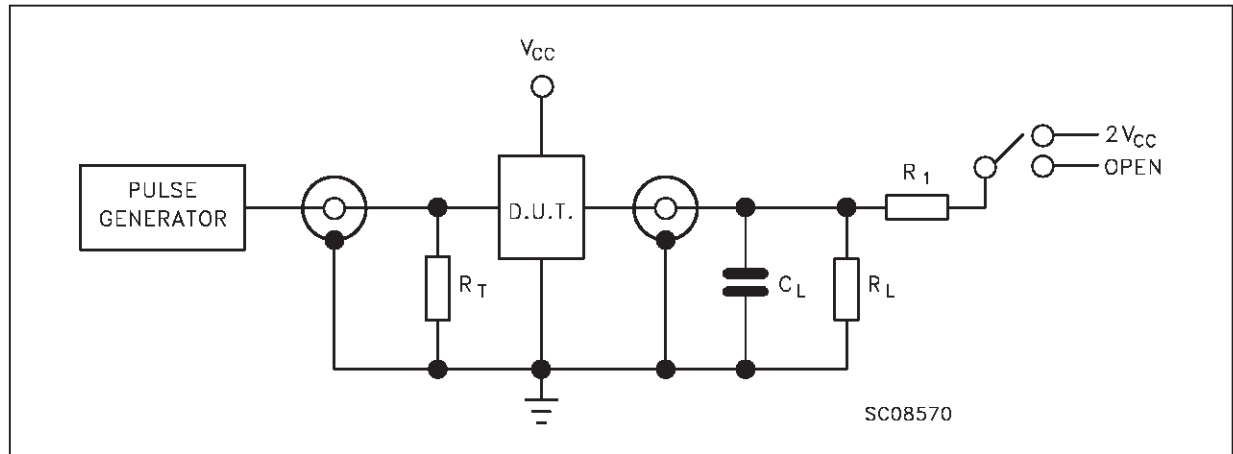 VCC
2VCC
OPEN
R1
PULSE
GENERATOR
D.U.T.
RT
CL
RL
SC08570